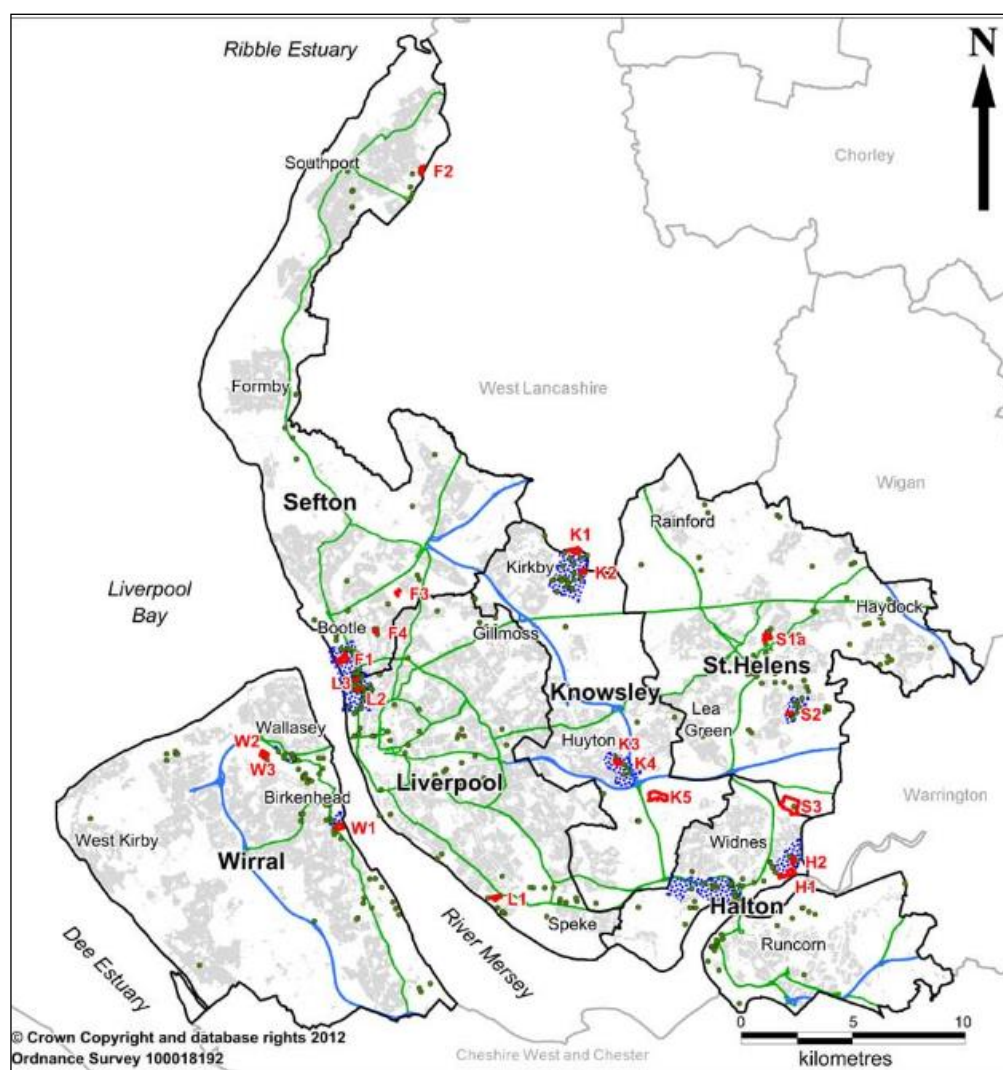 Ribble Estuary
N
Chorley
Southport
F2
Formby
West Lancashire
Wigan
Sefton
Rainford
K1
Kirkby
K2
Liverpool
Bay
F3
Haydock
Bootle
F4
Gillmoss
S1a
St.Helens
F1
L3
L2
Knowsley
Lea
Green
S2
Wallasey
W2
W3
Huyton
K3
K4
Liverpool
Birkenhead
K5
S3
Warrington
West Kirby
W1
Widnes
Wirral
H2
H1
L1
Halton
Speke
Runcorn
Dee Estuary
River Mersey
© Crown Copyright and database rights 2012
Ordnance Survey 100018192
Cheshire West and Chester
0 5 10
kilometres